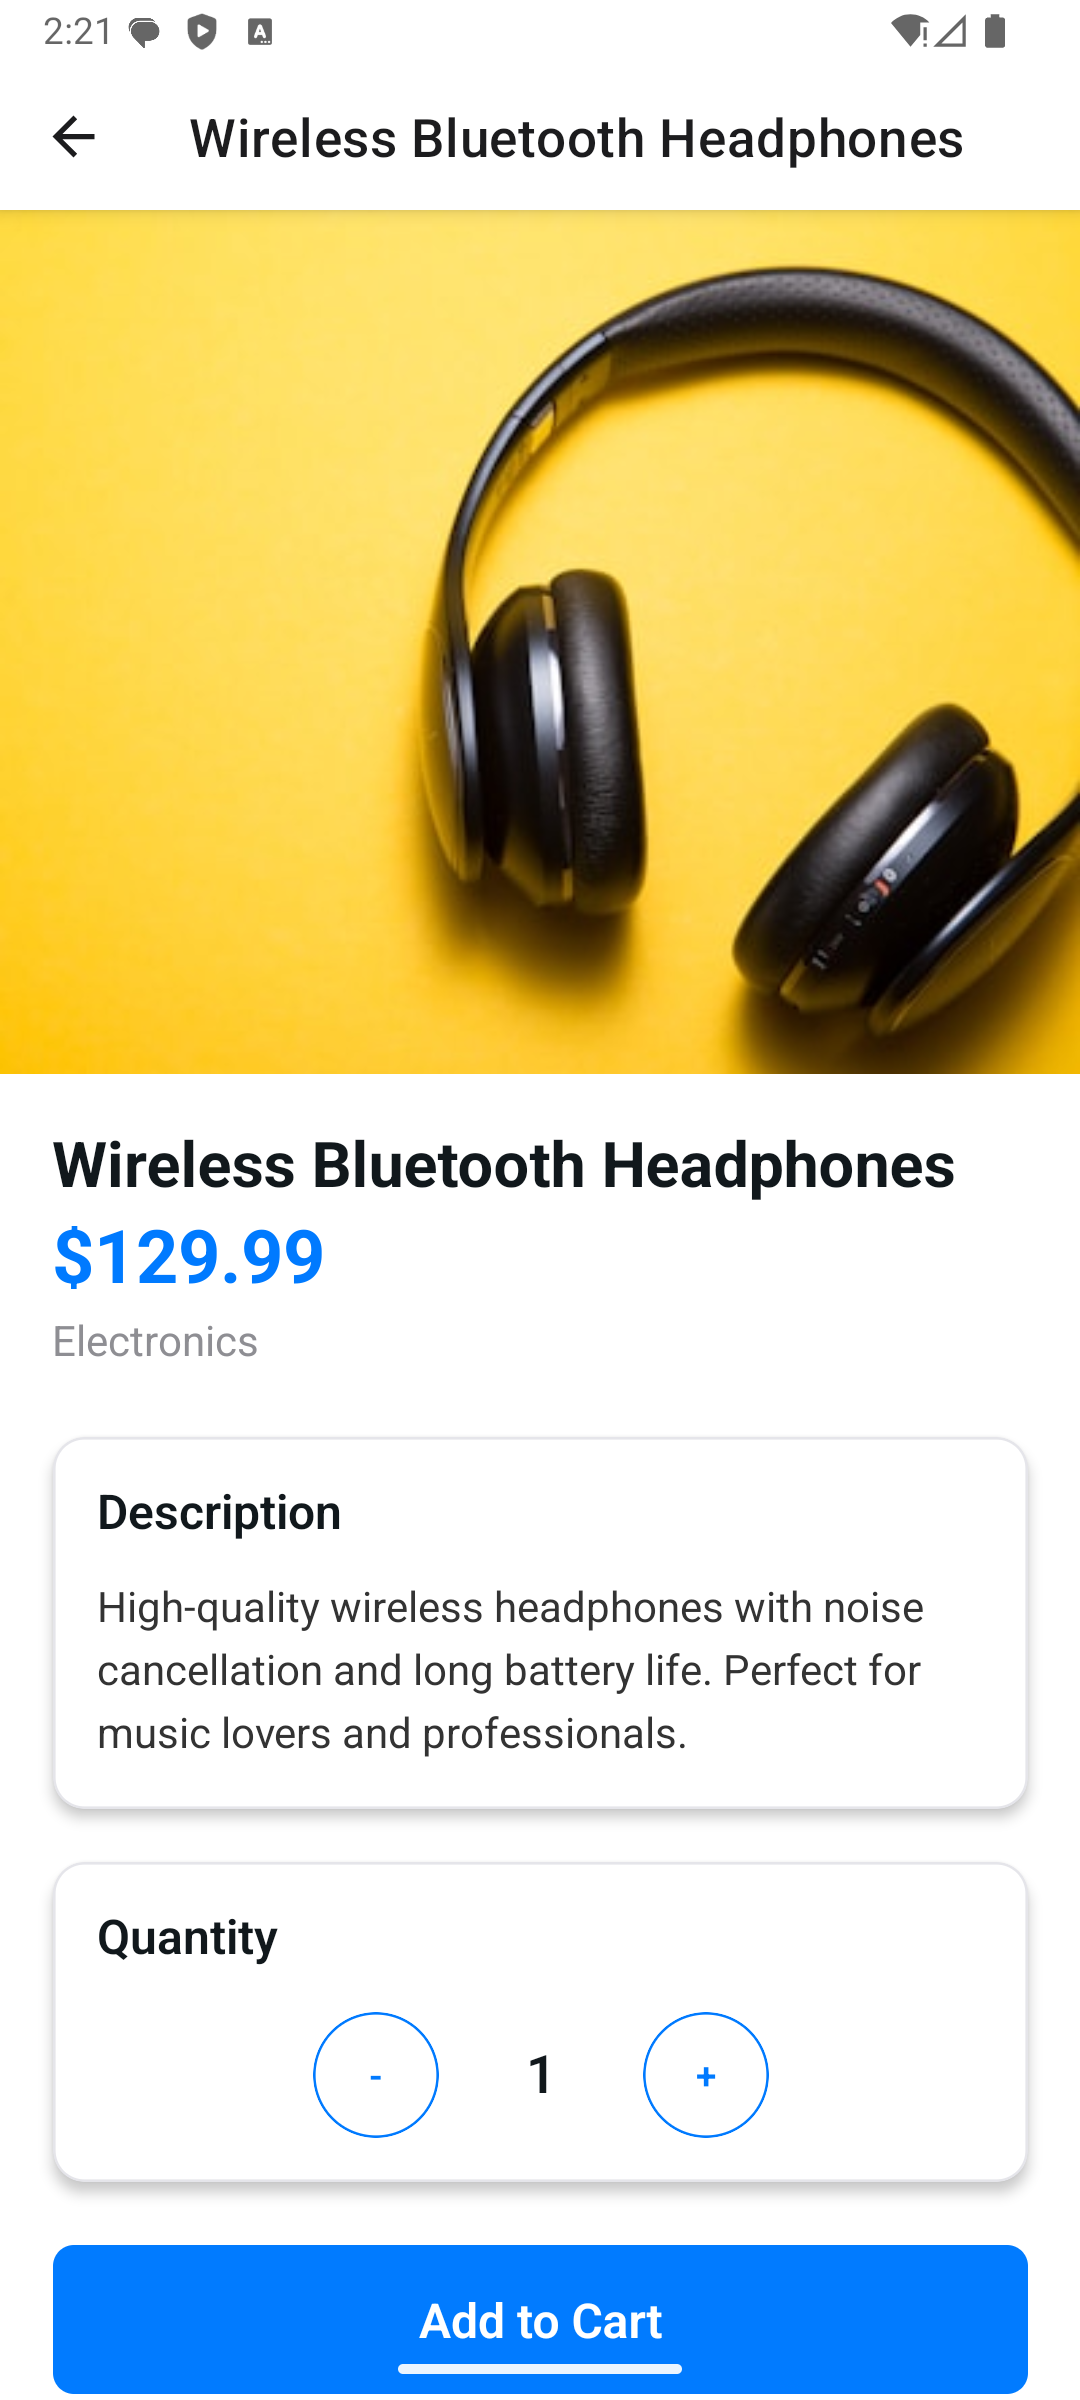 2:21
Wireless Bluetooth Headphones
Wireless Bluetooth Headphones
$129.99
Electronics
Description
High-quality wireless headphones with noise
cancellation and long battery life. Perfect for
music lovers and professionals.
Quantity
- 1 +
Add to Cart